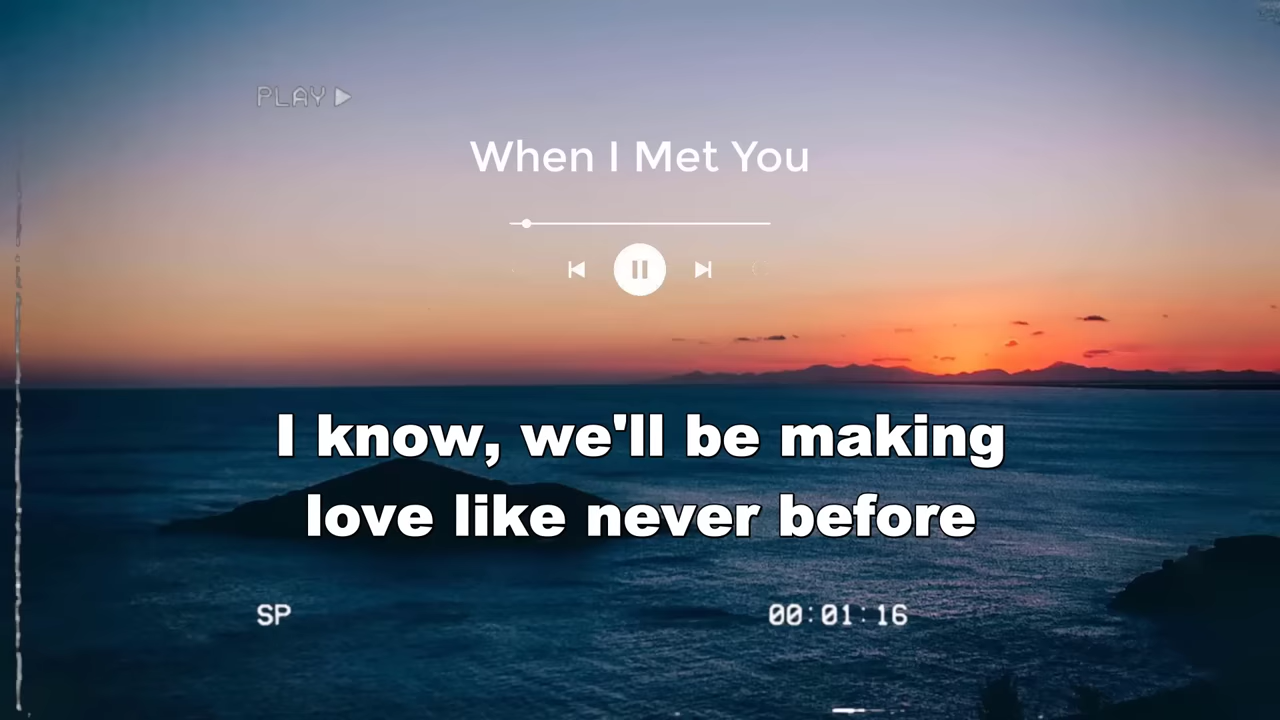 PLAY
When I Met You
I know, we'll be making
love like never before
SP
00:01:16